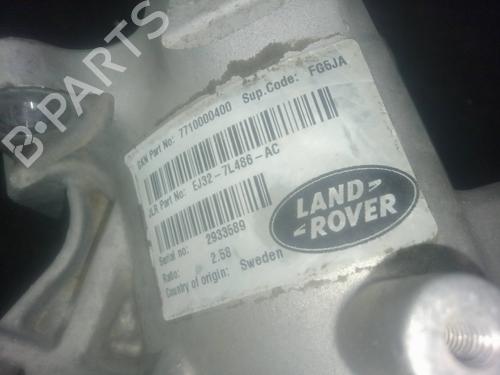 GKN Part No: 7710000400 Sup.Code: FG5JA
JLR Part No: EJ32-7L486-AC
Serial no: 2933589
Ratio: 2.58
Country of origin: Sweden
LAND
ROVER
B-PARTS